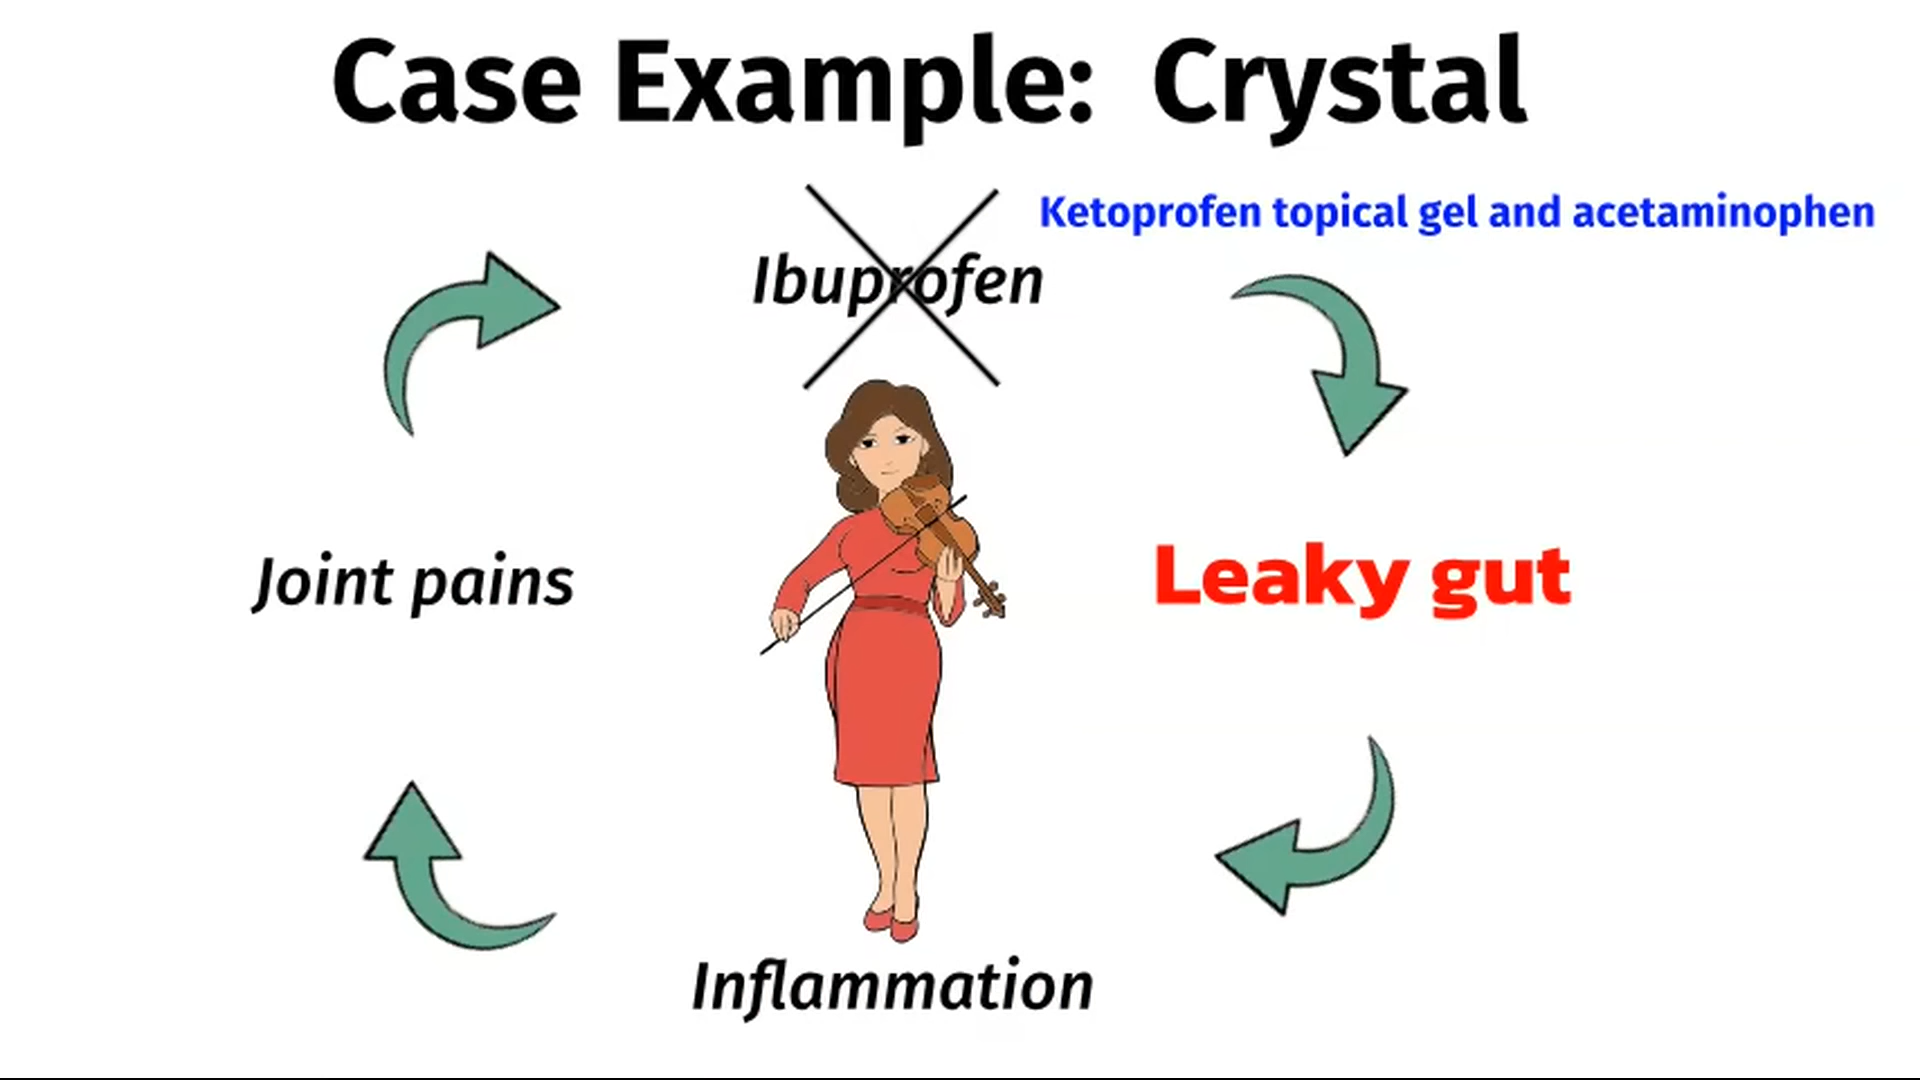 Case Example: Crystal
Ketoprofen topical gel and acetaminophen
Ibuprofen
Joint pains
Leaky gut
Inflammation